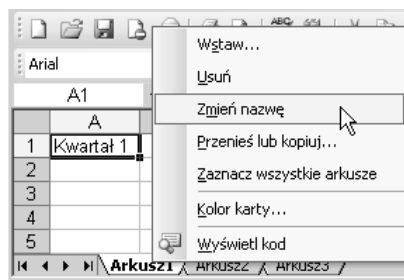 ABC
Wstaw...
Arial
Usuń
A1
Zmień nazwę
A
Przenieś lub kopiuj...
1 Kwartał 1
2
Zaznacz wszystkie arkusze
3
Kolor karty...
4
5
Wyświetl kod
Arkusz1 Arkusz2 Arkusz3